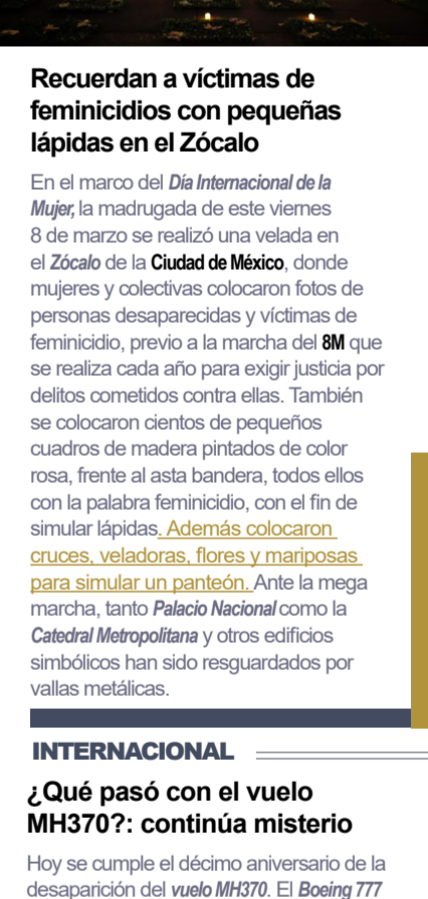 Recuerdan a víctimas de
feminicidios con pequeñas
lápidas en el Zócalo
En el marco del Día Internacional de la
Mujer, la madrugada de este viernes
8 de marzo se realizó una velada en
el Zócalo de la Ciudad de México, donde
mujeres y colectivas colocaron fotos de
personas desaparecidas y víctimas de
feminicidio, previo a la marcha del 8M que
se realiza cada año para exigir justicia por
delitos cometidos contra ellas. También
se colocaron cientos de pequeños
cuadros de madera pintados de color
rosa, frente al asta bandera, todos ellos
con la palabra feminicidio, con el fin de
simular lápidas. Además colocaron
cruces, veladoras, flores y mariposas
para simular un panteón. Ante la mega
marcha, tanto Palacio Nacional como la
Catedral Metropolitana y otros edificios
simbólicos han sido resguardados por
vallas metálicas.
INTERNACIONAL
¿Qué pasó con el vuelo
MH370?: continúa misterio
Hoy se cumple el décimo aniversario de la
desaparición del vuelo MH370. El Boeing 777